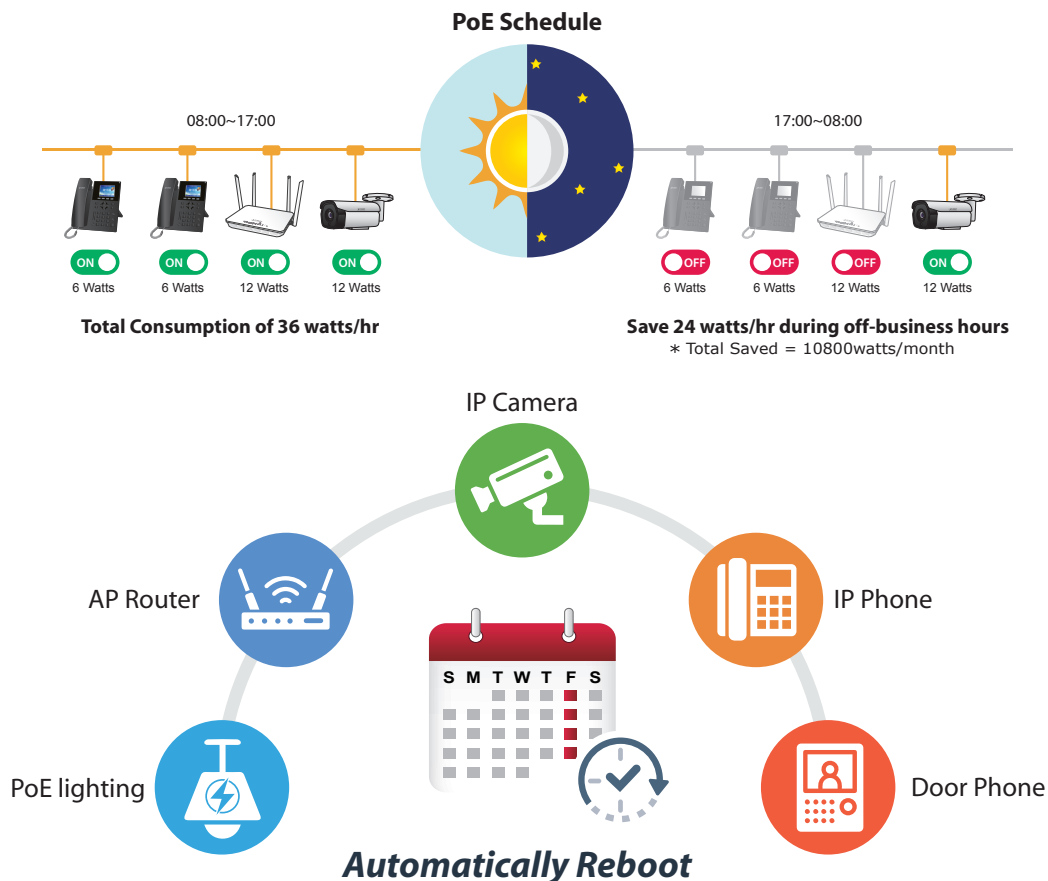 PoE Schedule
08:00~17:00
17:00~08:00
ON ON ON ON
OFF OFF OFF ON
6 Watts 6 Watts 12 Watts 12 Watts
6 Watts 6 Watts 12 Watts 12 Watts
Total Consumption of 36 watts/hr
Save 24 watts/hr during off-business hours
* Total Saved = 10800watts/month
IP Camera
AP Router
IP Phone
S M T W T F S
PoE lighting
Door Phone
Automatically Reboot